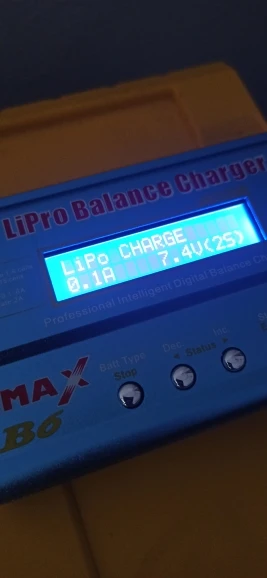 LiPro Balance Charger
LiPo CHARGE
0.1A 7.4V(2S)
Professional Intelligent Digital Balance
MAX
B6
Batt Type
Stop
Dec.
Inc.
Status